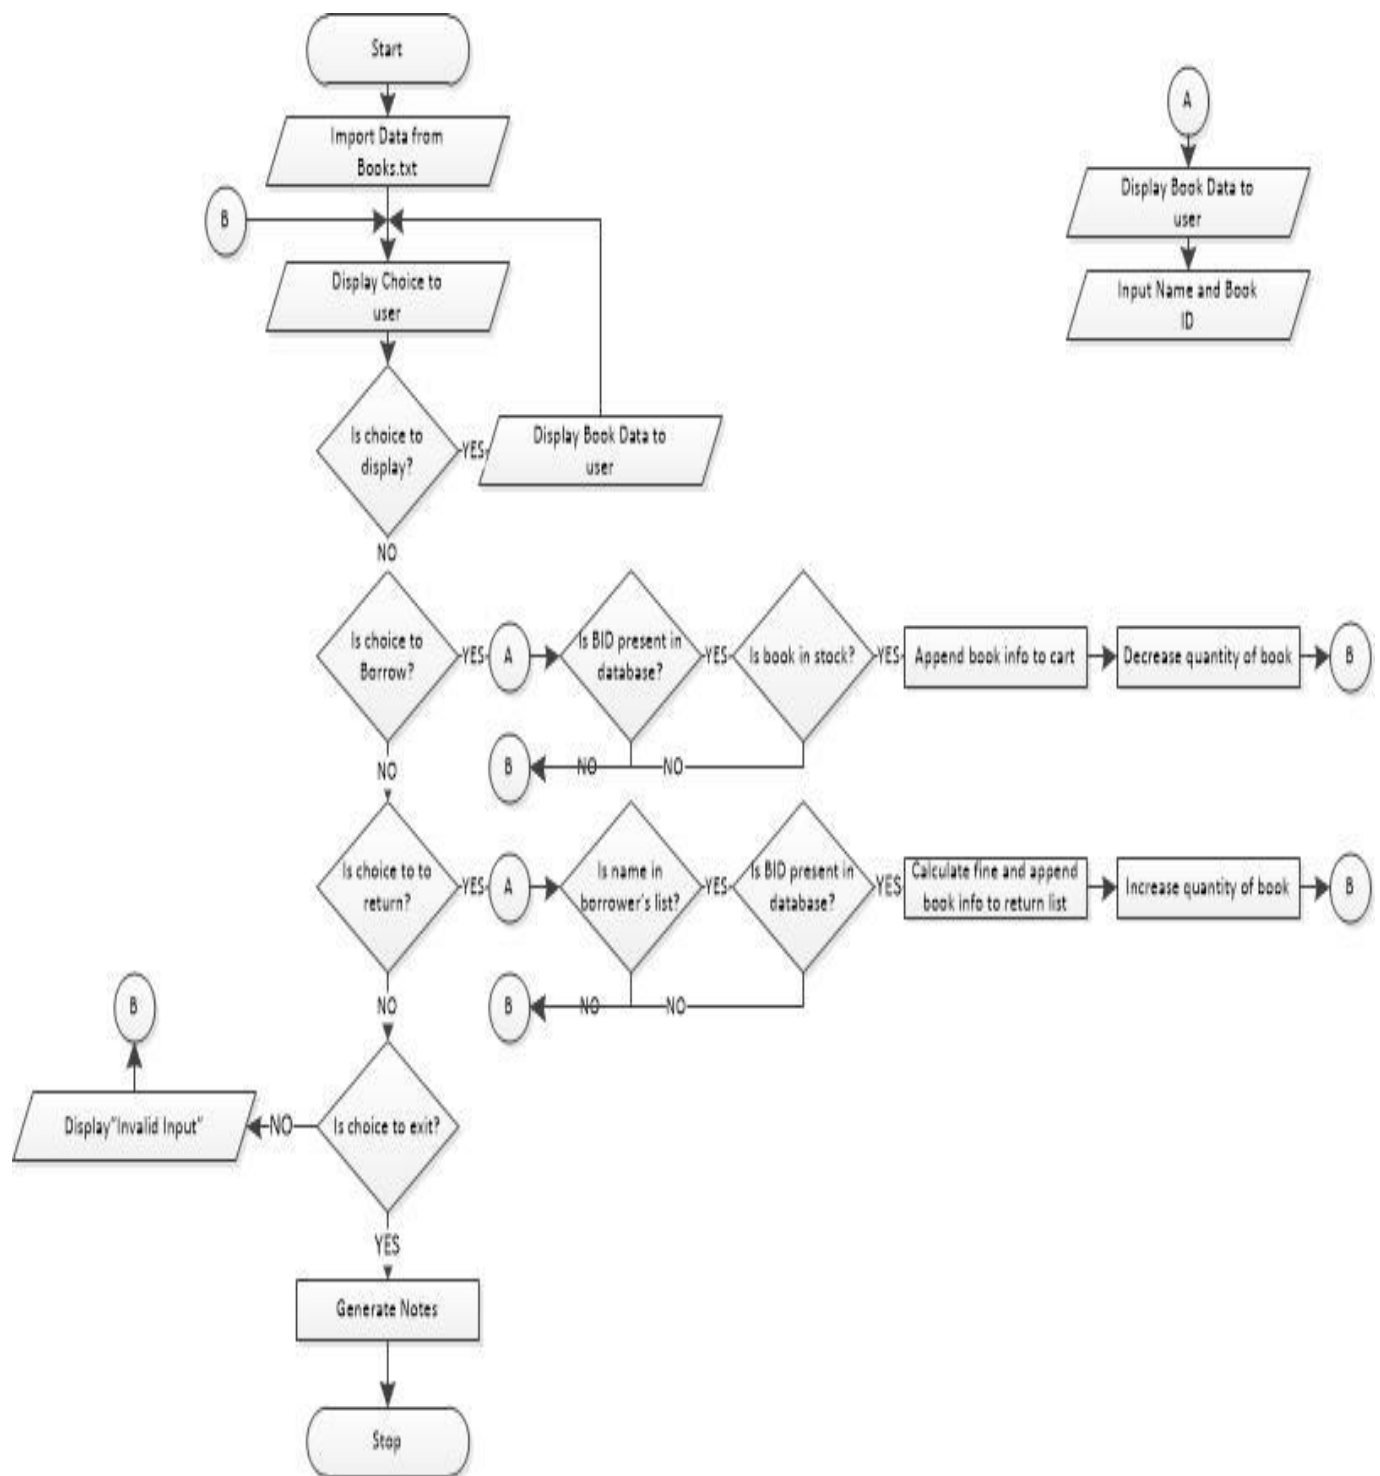 Start
Import Data from
Books.txt
B
Display Choice to
user
Is choice to
display?
YES
Display Book Data to
user
NO
A
Display Book Data to
user
Input Name and Book
ID
Is choice to
Borrow?
YES
A
Is BID present in
database?
YES
Is book in stock?
YES
Append book info to cart
Decrease quantity of book
B
NO
B
NO
NO
Is choice to to
return?
YES
A
Is name in
borrower's list?
YES
Is BID present in
database?
YES
Calculate fine and append
book info to return list
Increase quantity of book
B
NO
B
NO
NO
B
Display"Invalid Input"
NO
Is choice to exit?
YES
Generate Notes
Stop